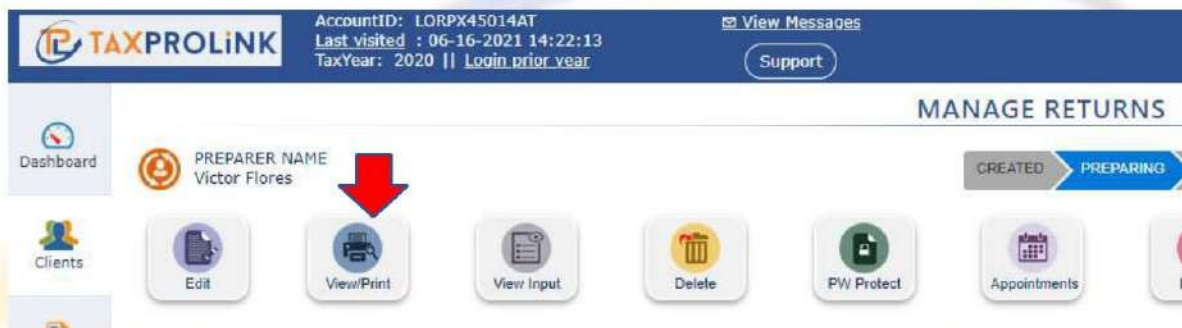 TAXPROLiNK
AccountID: LORPX45014AT
Last visited : 06-16-2021 14:22:13
TaxYear: 2020 || Login prior year
View Messages
Support
MANAGE RETURNS
Dashboard
PREPARER NAME
Victor Flores
CREATED
PREPARING
Clients
Edit
View/Print
View Input
Delete
PW Protect
Appointments